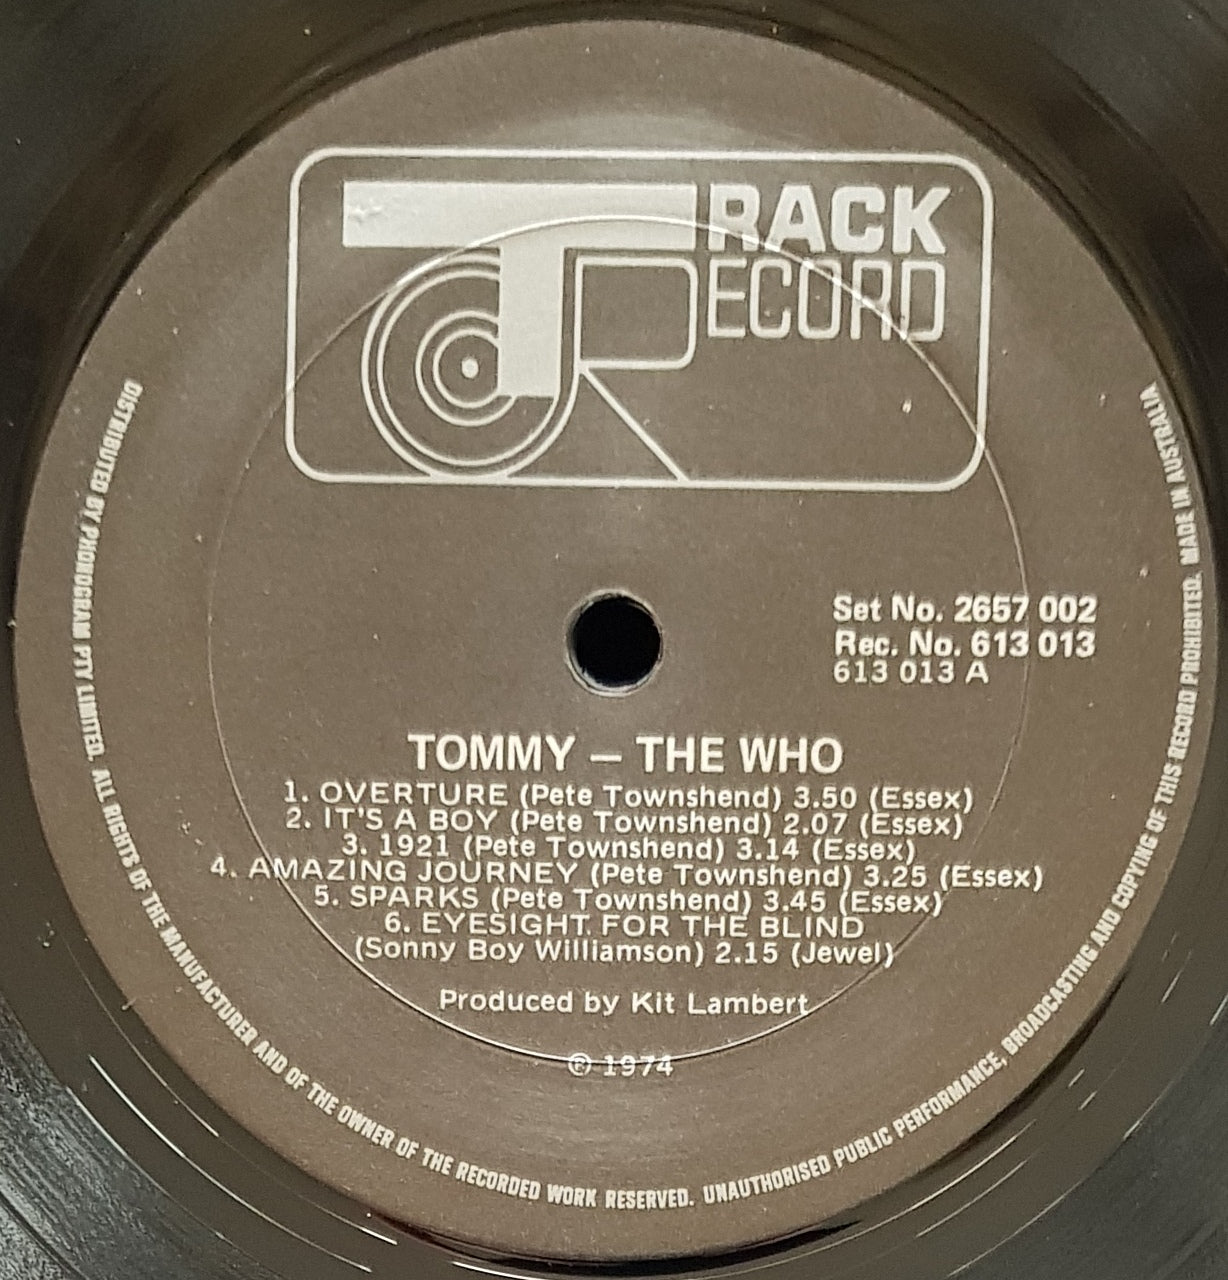 TRACK
RECORD
Set No. 2657 002
Rec. No. 613 013
613 013 A
TOMMY – THE WHO
1. OVERTURE (Pete Townshend) 3.50 (Essex)
2. IT'S A BOY (Pete Townshend) 2.07 (Essex)
3. 1921 (Pete Townshend) 3.14 (Essex)
4. AMAZING JOURNEY (Pete Townshend) 3.25 (Essex)
5. SPARKS (Pete Townshend) 3.45 (Essex)
6. EYESIGHT FOR THE BLIND
(Sonny Boy Williamson) 2.15 (Jewel)
Produced by Kit Lambert
℗ 1974
DISTRIBUTED BY PHONOGRAM PTY LIMITED. ALL RIGHTS OF THE MANUFACTURER AND OF THE OWNER OF THE RECORDED WORK RESERVED. UNAUTHORISED PUBLIC PERFORMANCE, BROADCASTING AND COPYING OF THIS RECORD PROHIBITED. MADE IN AUSTRALIA